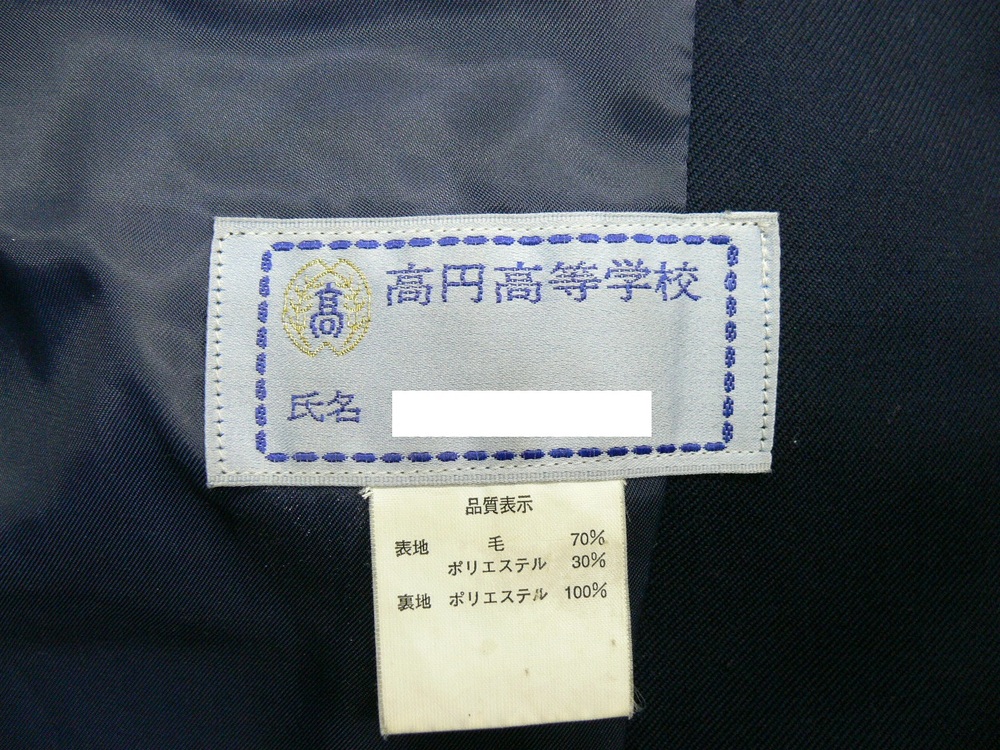 髙
高円高等学校
氏名
品質表示
表地 毛 70%
ポリエステル 30%
裏地 ポリエステル 100%